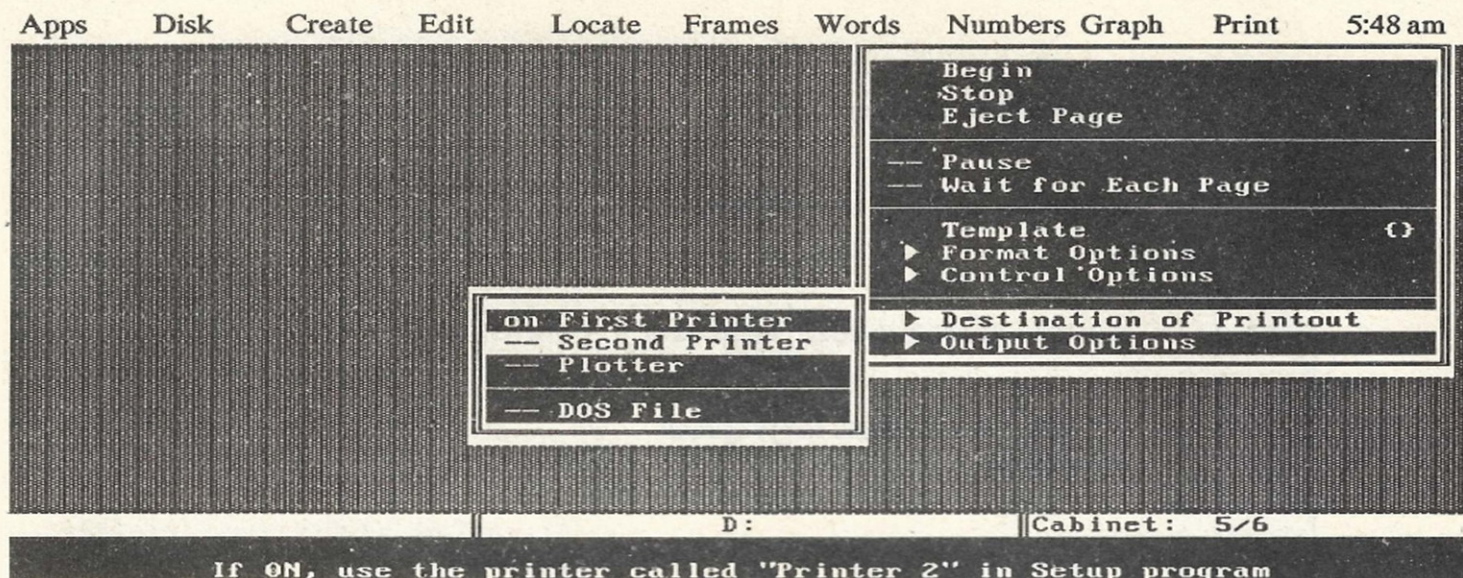 Apps Disk Create Edit Locate Frames Words Numbers Graph Print 5:48 am
Begin
Stop
Eject Page
-- Pause
-- Wait for Each Page
Template {}
► Format Options
► Control Options
► Destination of Printout
► Output Options
on First Printer
-- Second Printer
-- Plotter
-- DOS File
D: Cabinet: 5/6
If ON, use the printer called "Printer 2" in Setup program